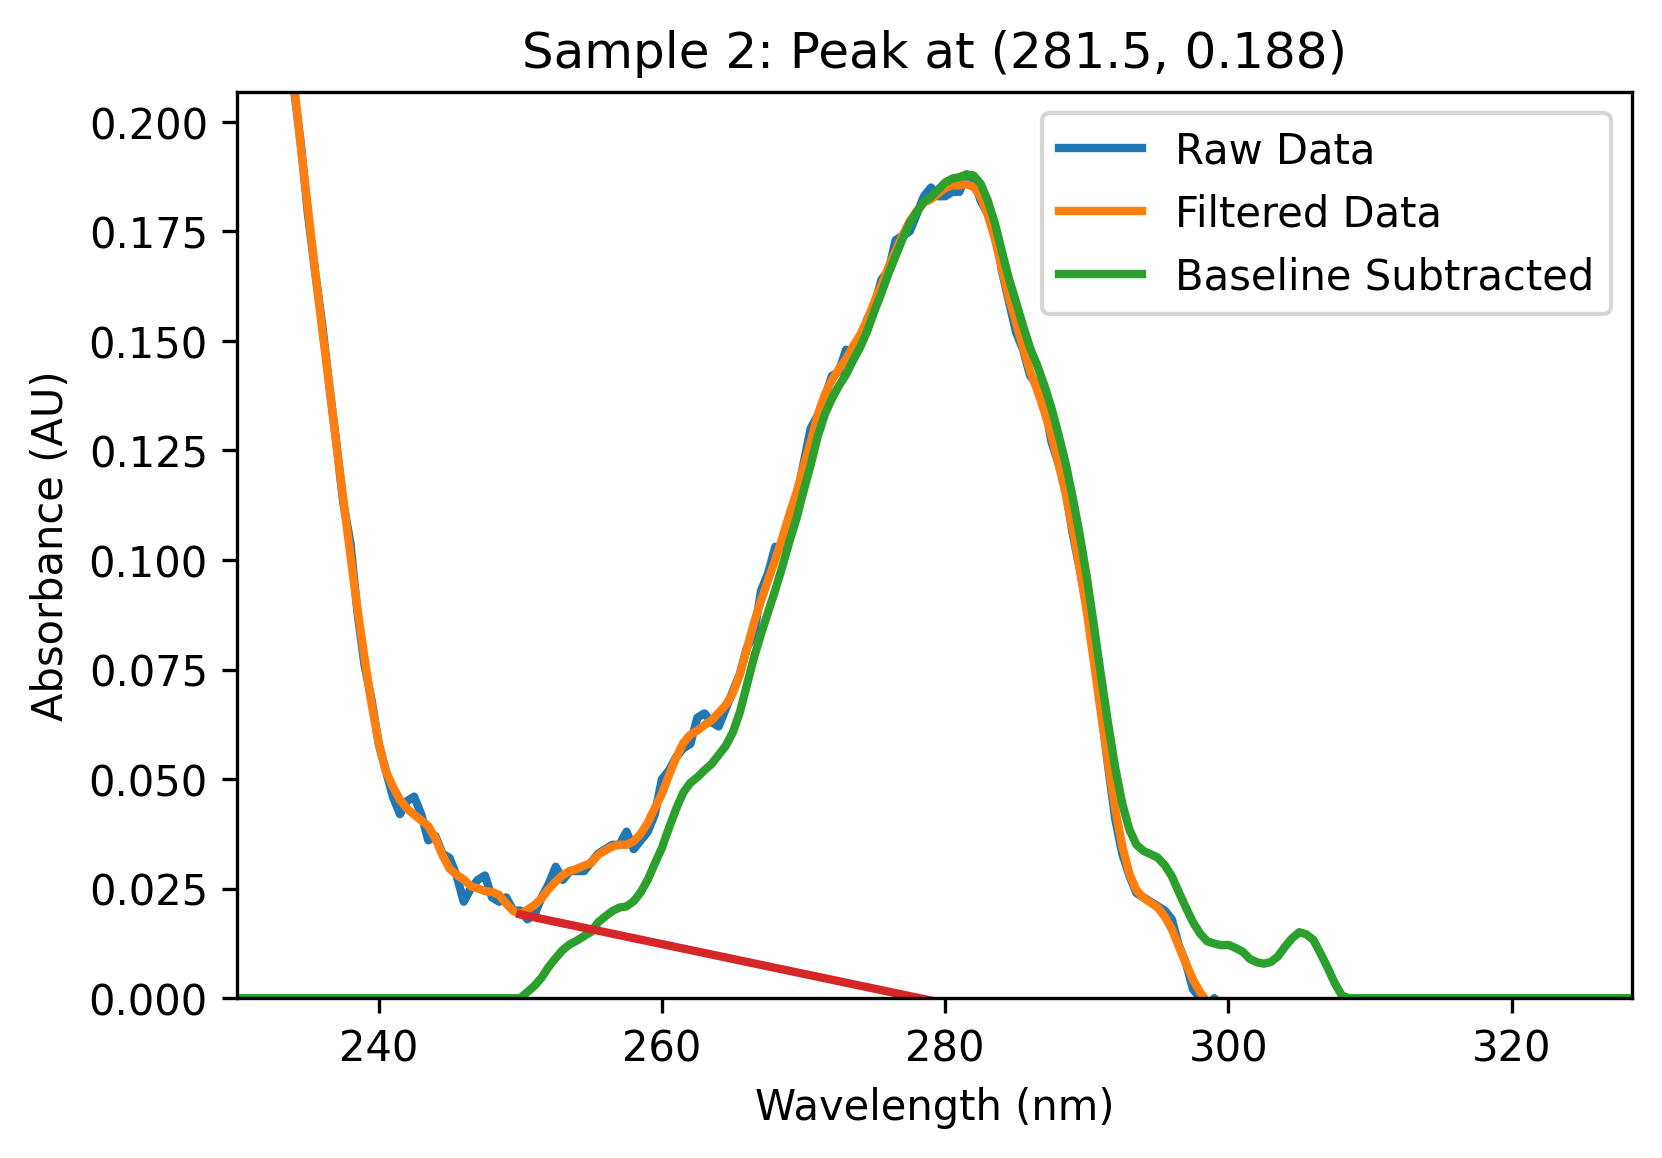 Sample 2: Peak at (281.5, 0.188)
Raw Data
Filtered Data
Baseline Subtracted
Absorbance (AU)
0.200
0.175
0.150
0.125
0.100
0.075
0.050
0.025
0.000
240 260 280 300 320
Wavelength (nm)